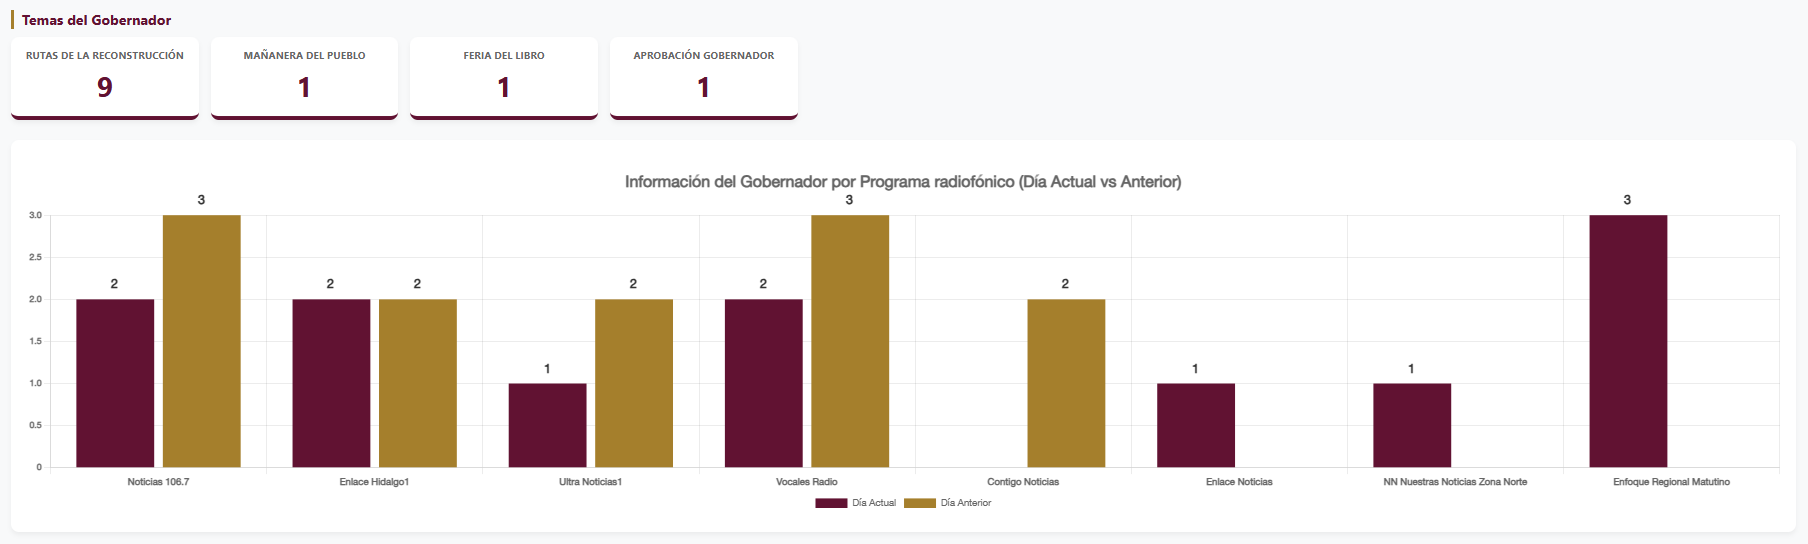 Temas del Gobernador
RUTAS DE LA RECONSTRUCCIÓN
9
MAÑANERA DEL PUEBLO
1
FERIA DEL LIBRO
1
APROBACIÓN GOBERNADOR
1
Información del Gobernador por Programa radiofónico (Día Actual vs Anterior)
3.0
2.5
2.0
1.5
1.0
0.5
0
2 3
2 2
1 2
2 3
2
1
1
3
Noticias 106.7
Enlace Hidalgo1
Ultra Noticias1
Vocales Radio
Contigo Noticias
Enlace Noticias
NN Nuestras Noticias Zona Norte
Enfoque Regional Matutino
Día Actual Día Anterior